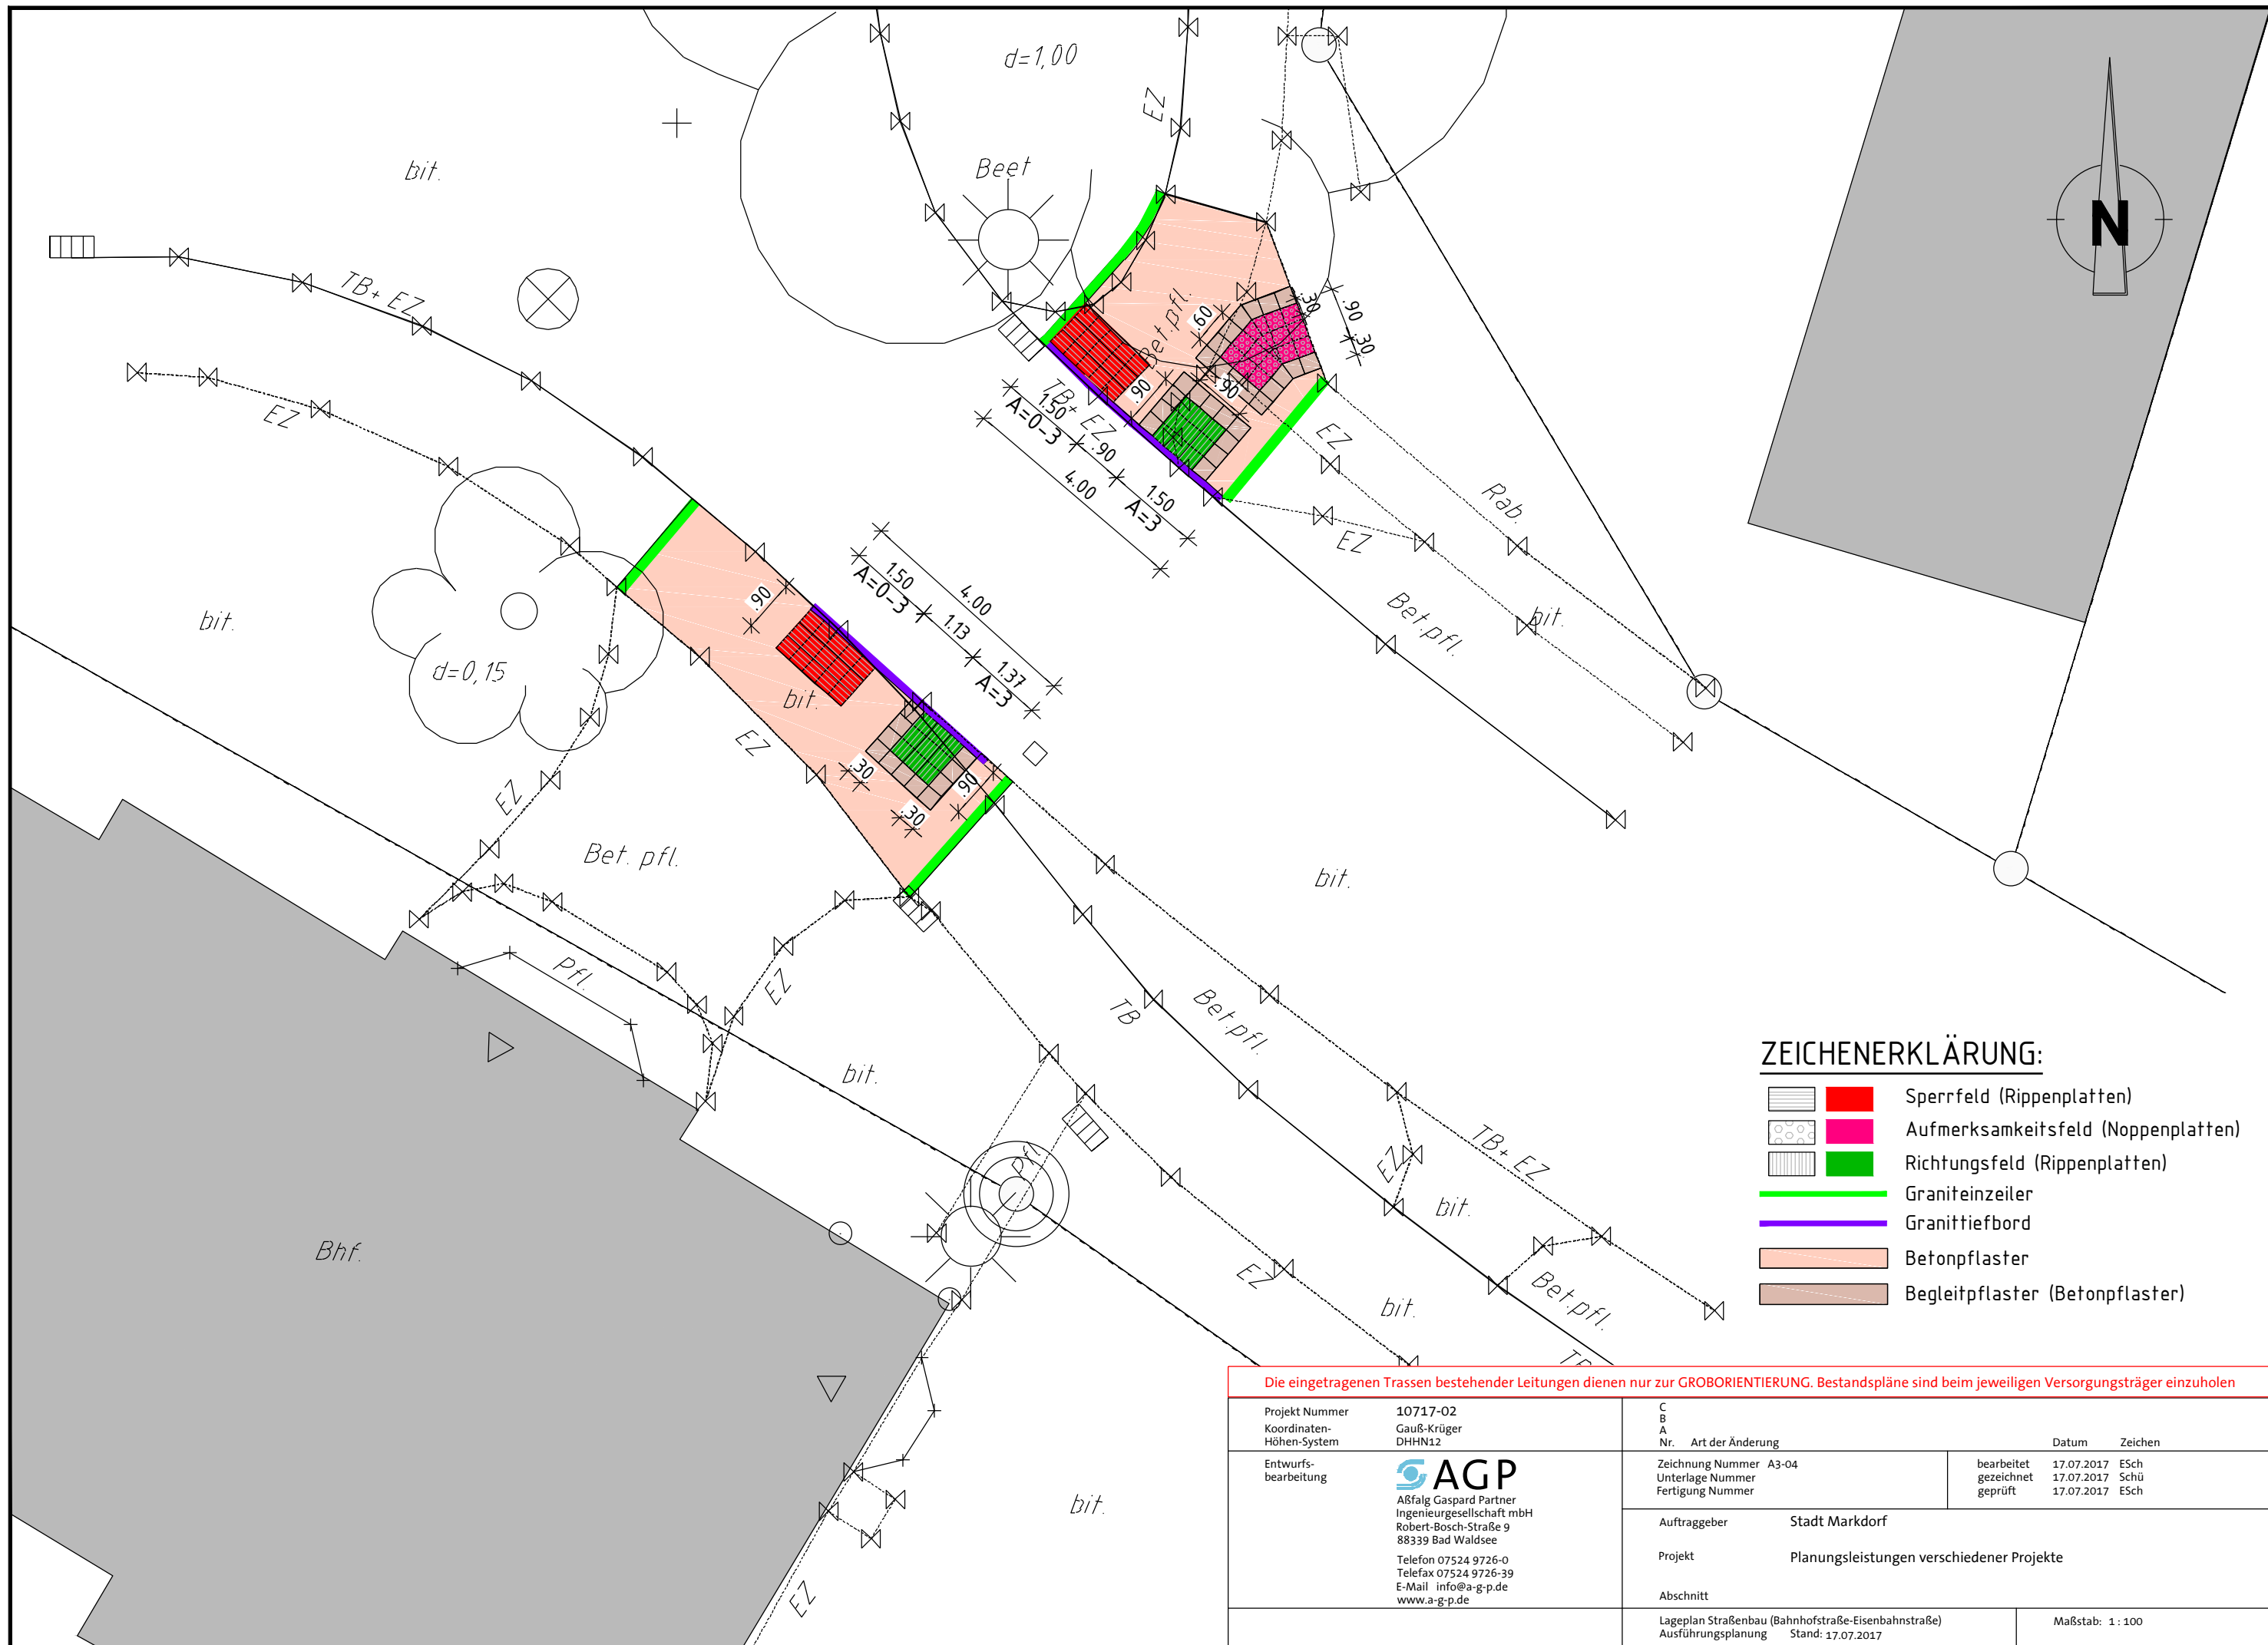 d=1,00
EZ
Beet
bit.
N
TB+ EZ
EZ
.30
.90
.60
.30
Bet.pfl.
.90
.90
TB+ EZ
1.50
A=0-3
.90
4.00
1.50
A=3
EZ
EZ
Rab.
Bet.pfl.
bit.
1.50
A=0-3
4.00
1.13
1.37
A=3
.90
bit.
bit.
d=0,15
EZ
.30
.90
.30
EZ
Bet. pfl.
bit.
Pfl.
EZ
TB
Bet.pfl.
bit.
Pfl.
EZ
TB+ EZ
bit.
Bhf.
EZ
bit.
Bet.pfl.
TB
bit.
EZ
ZEICHENERKLÄRUNG:
Sperrfeld (Rippenplatten)
Aufmerksamkeitsfeld (Noppenplatten)
Richtungsfeld (Rippenplatten)
Graniteinzeiler
Granittiefbord
Betonpflaster
Begleitpflaster (Betonpflaster)
Die eingetragenen Trassen bestehender Leitungen dienen nur zur GROBORIENTIERUNG. Bestandspläne sind beim jeweiligen Versorgungsträger einzuholen
Projekt Nummer 10717-02
Koordinaten- Gauß-Krüger
Höhen-System DHHN12
C
B
A
Nr. Art der Änderung Datum Zeichen
Entwurfs-
bearbeitung
AGP
Aßfalg Gaspard Partner
Ingenieurgesellschaft mbH
Robert-Bosch-Straße 9
88339 Bad Waldsee
Telefon 07524 9726-0
Telefax 07524 9726-39
E-Mail info@a-g-p.de
www.a-g-p.de
Zeichnung Nummer A3-04
Unterlage Nummer
Fertigung Nummer
bearbeitet 17.07.2017 ESch
gezeichnet 17.07.2017 Schü
geprüft 17.07.2017 ESch
Auftraggeber Stadt Markdorf
Projekt Planungsleistungen verschiedener Projekte
Abschnitt
Lageplan Straßenbau (Bahnhofstraße-Eisenbahnstraße)
Ausführungsplanung Stand: 17.07.2017
Maßstab: 1 : 100